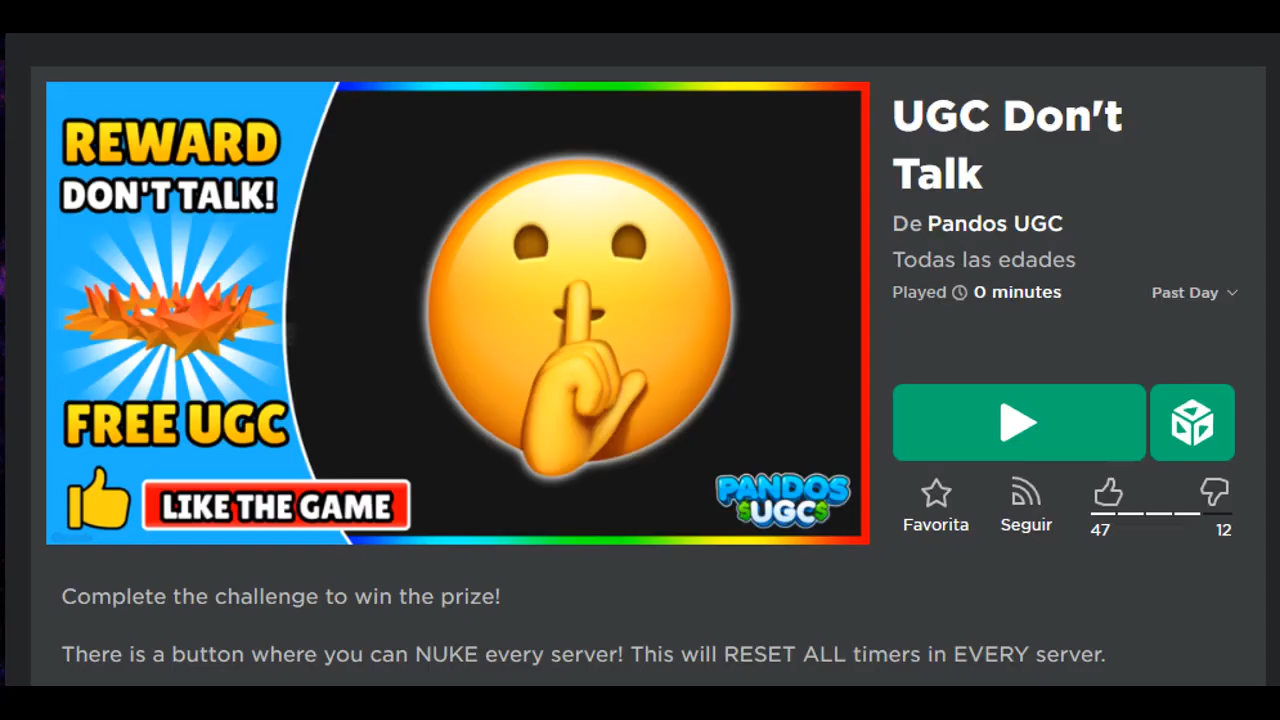 REWARD
DON'T TALK!
FREE UGC
LIKE THE GAME
PANDOS
$UGC$
UGC Don't
Talk
De Pandos UGC
Todas las edades
Played 0 minutes
Past Day
Favorita
Seguir
47
12
Complete the challenge to win the prize!
There is a button where you can NUKE every server! This will RESET ALL timers in EVERY server.